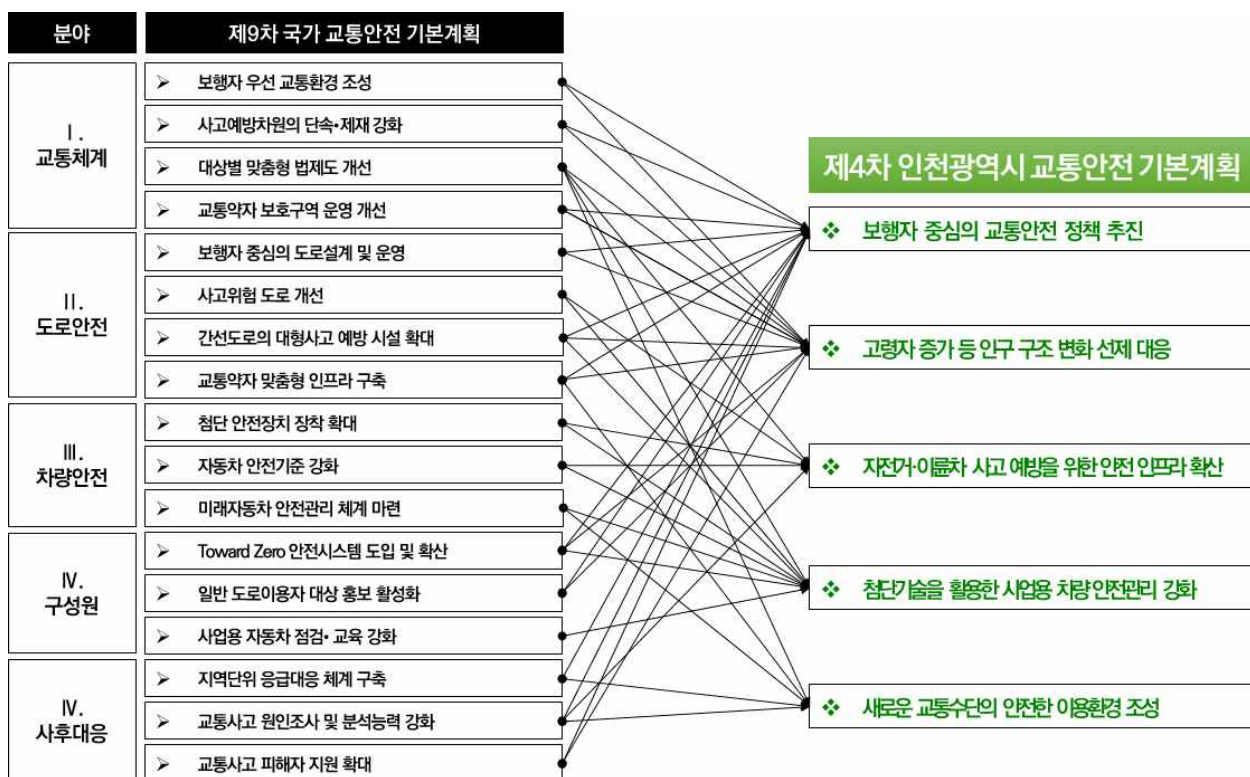 분야
제9차 국가 교통안전 기본계획
Ⅰ.
교통체계
➢ 보행자 우선 교통환경 조성
➢ 사고예방차원의 단속•제재 강화
➢ 대상별 맞춤형 법제도 개선
➢ 교통약자 보호구역 운영 개선
Ⅱ.
도로안전
➢ 보행자 중심의 도로설계 및 운영
➢ 사고위험 도로 개선
➢ 간선도로의 대형사고 예방 시설 확대
➢ 교통약자 맞춤형 인프라 구축
Ⅲ.
차량안전
➢ 첨단 안전장치 장착 확대
➢ 자동차 안전기준 강화
➢ 미래자동차 안전관리 체계 마련
Ⅳ.
구성원
➢ Toward Zero 안전시스템 도입 및 확산
➢ 일반 도로이용자 대상 홍보 활성화
➢ 사업용 자동차 점검• 교육 강화
Ⅳ.
사후대응
➢ 지역단위 응급대응 체계 구축
➢ 교통사고 원인조사 및 분석능력 강화
➢ 교통사고 피해자 지원 확대
제4차 인천광역시 교통안전 기본계획
❖ 보행자 중심의 교통안전 정책 추진
❖ 고령자 증가 등 인구 구조 변화 선제 대응
❖ 자전거·이륜차 사고 예방을 위한 안전 인프라 확산
❖ 첨단기술을 활용한 사업용 차량 안전관리 강화
❖ 새로운 교통수단의 안전한 이용환경 조성